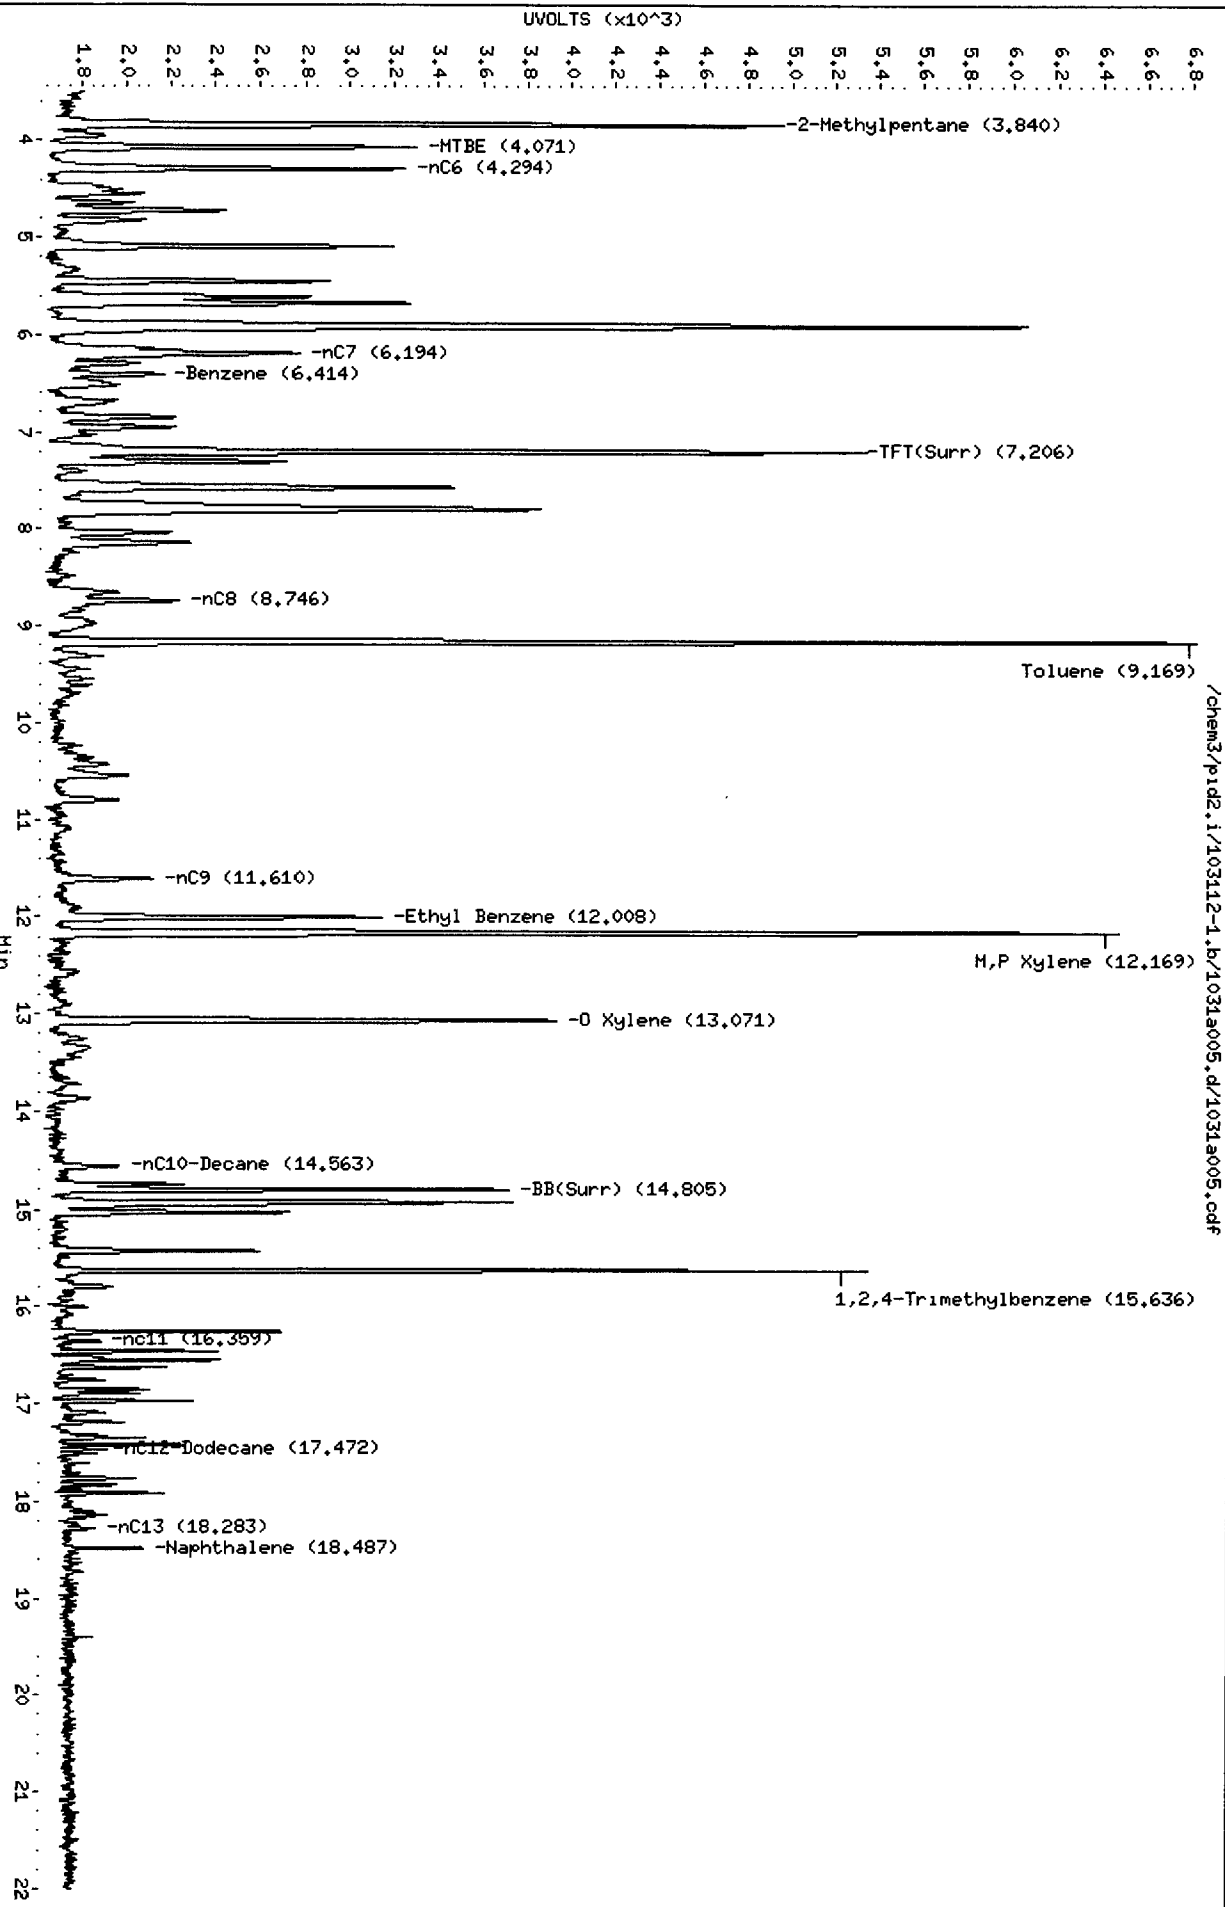 UVOLTS (x10^3)
1.8
2.0
2.2
2.4
2.6
2.8
3.0
3.2
3.4
3.6
3.8
4.0
4.2
4.4
4.6
4.8
5.0
5.2
5.4
5.6
5.8
6.0
6.2
6.4
6.6
6.8
-2-Methylpentane (3.840)
4
-MTBE (4.071)
-nC6 (4.294)
5
6
-nC7 (6.194)
-Benzene (6.414)
7
-TFT(Surr) (7.206)
8
-nC8 (8.746)
9
Toluene (9.169)
/chem3/pid2.i/103112-1.b/1031a005.d/1031a005.cdf
10
11
-nC9 (11.610)
12
-Ethyl Benzene (12.008)
Min
M,P Xylene (12.169)
13
-O Xylene (13.071)
14
-nC10-Decane (14.563)
-BB(Surr) (14.805)
15
1,2,4-Trimethylbenzene (15.636)
16
-nc11 (16.359)
17
-nC12-Dodecane (17.472)
18
-nC13 (18.283)
-Naphthalene (18.487)
19
20
21
22